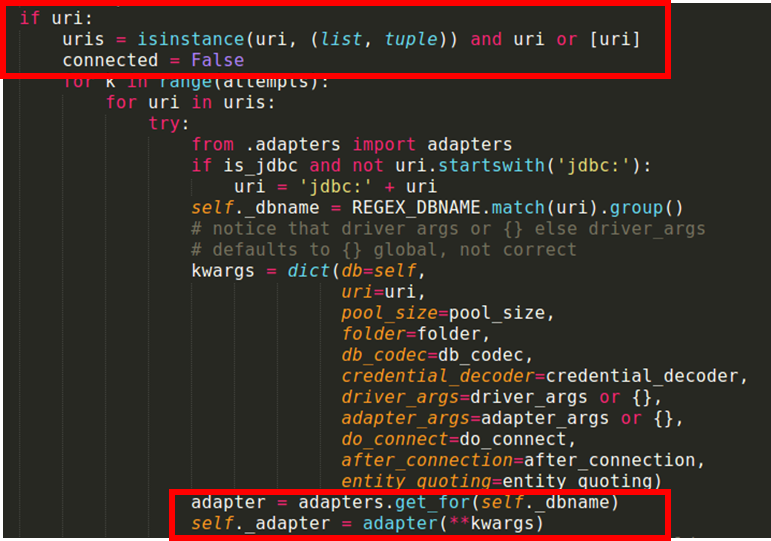 if uri:
uris = isinstance(uri, (list, tuple)) and uri or [uri]
connected = False
for k in range(attempts):
for uri in uris:
try:
from .adapters import adapters
if is_jdbc and not uri.startswith('jdbc:'):
uri = 'jdbc:' + uri
self._dbname = REGEX_DBNAME.match(uri).group()
# notice that driver args or {} else driver_args
# defaults to {} global, not correct
kwargs = dict(db=self,
uri=uri,
pool_size=pool_size,
folder=folder,
db_codec=db_codec,
credential_decoder=credential_decoder,
driver_args=driver_args or {},
adapter_args=adapter_args or {},
do_connect=do_connect,
after_connection=after_connection,
entity_quoting=entity_quoting)
adapter = adapters.get_for(self._dbname)
self._adapter = adapter(**kwargs)